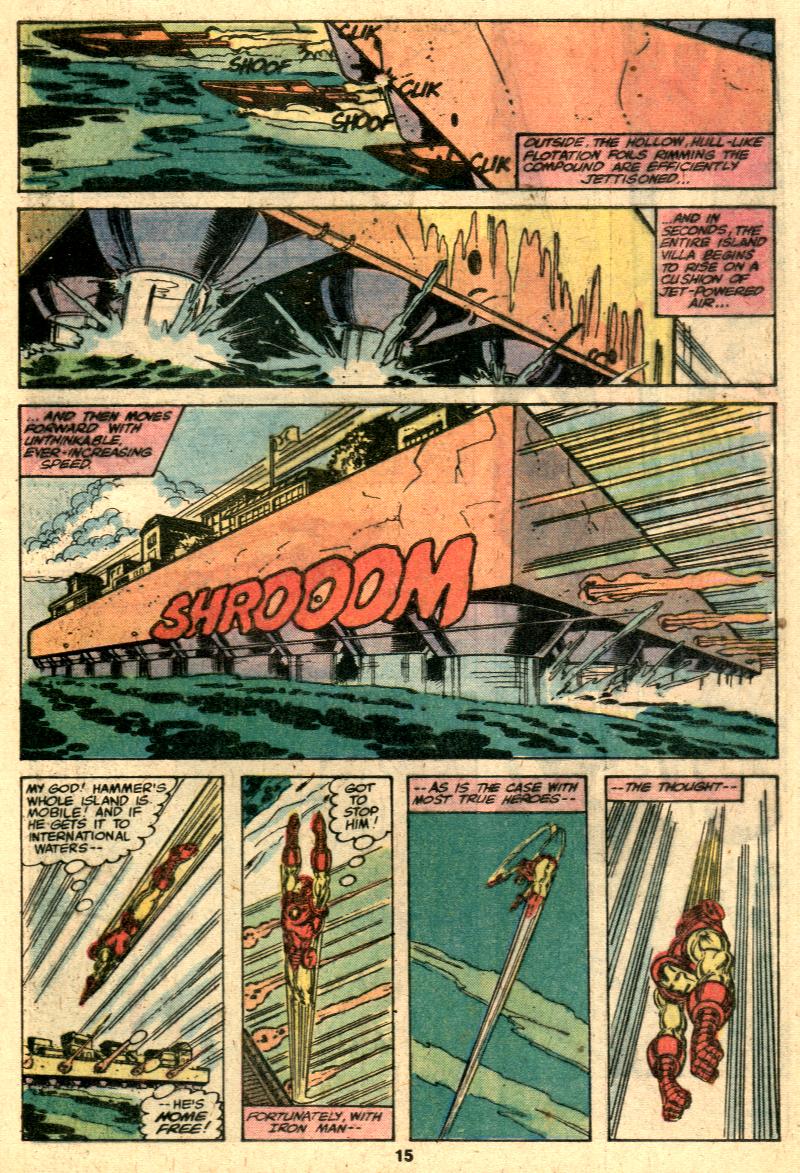 CLIK
SHOOF
CLIK
SHOOF
CLIK
OUTSIDE, THE HOLLOW, HULL-LIKE
FLOTATION FOILS RIMMING THE
COMPOUND ARE EFFICIENTLY
JETTISONED...
...AND IN
SECONDS, THE
ENTIRE ISLAND
VILLA BEGINS
TO RISE ON A
CUSHION OF
JET-POWERED
AIR...
...AND THEN MOVES
FORWARD WITH
UNTHINKABLE,
EVER-INCREASING
SPEED.
SHROOOM
MY GOD! HAMMER'S
WHOLE ISLAND IS
MOBILE! AND IF
HE GETS IT TO
INTERNATIONAL
WATERS--
--HE'S
HOME
FREE!
GOT
TO
STOP
HIM!
FORTUNATELY, WITH
IRON MAN--
--AS IS THE CASE WITH
MOST TRUE HEROES--
--THE THOUGHT--
15